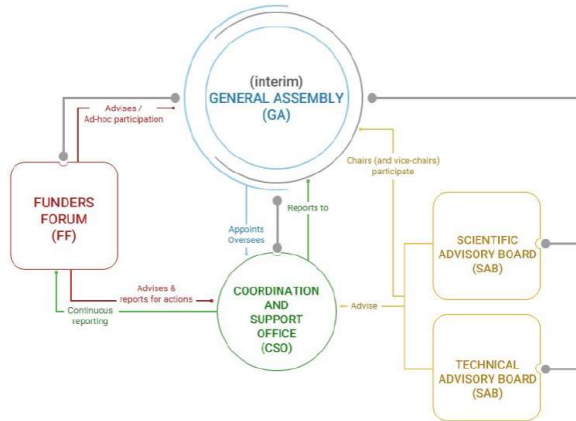 (interim)
GENERAL ASSEMBLY
(GA)
Advises /
Ad-hoc participation
Chairs (and vice-chairs)
participate
FUNDERS
FORUM
(FF)
Appoints
Oversees
Reports to
SCIENTIFIC
ADVISORY BOARD
(SAB)
Advises &
reports for actions
Continuous
reporting
COORDINATION
AND
SUPPORT
OFFICE
(CSO)
Advise
TECHNICAL
ADVISORY BOARD
(SAB)